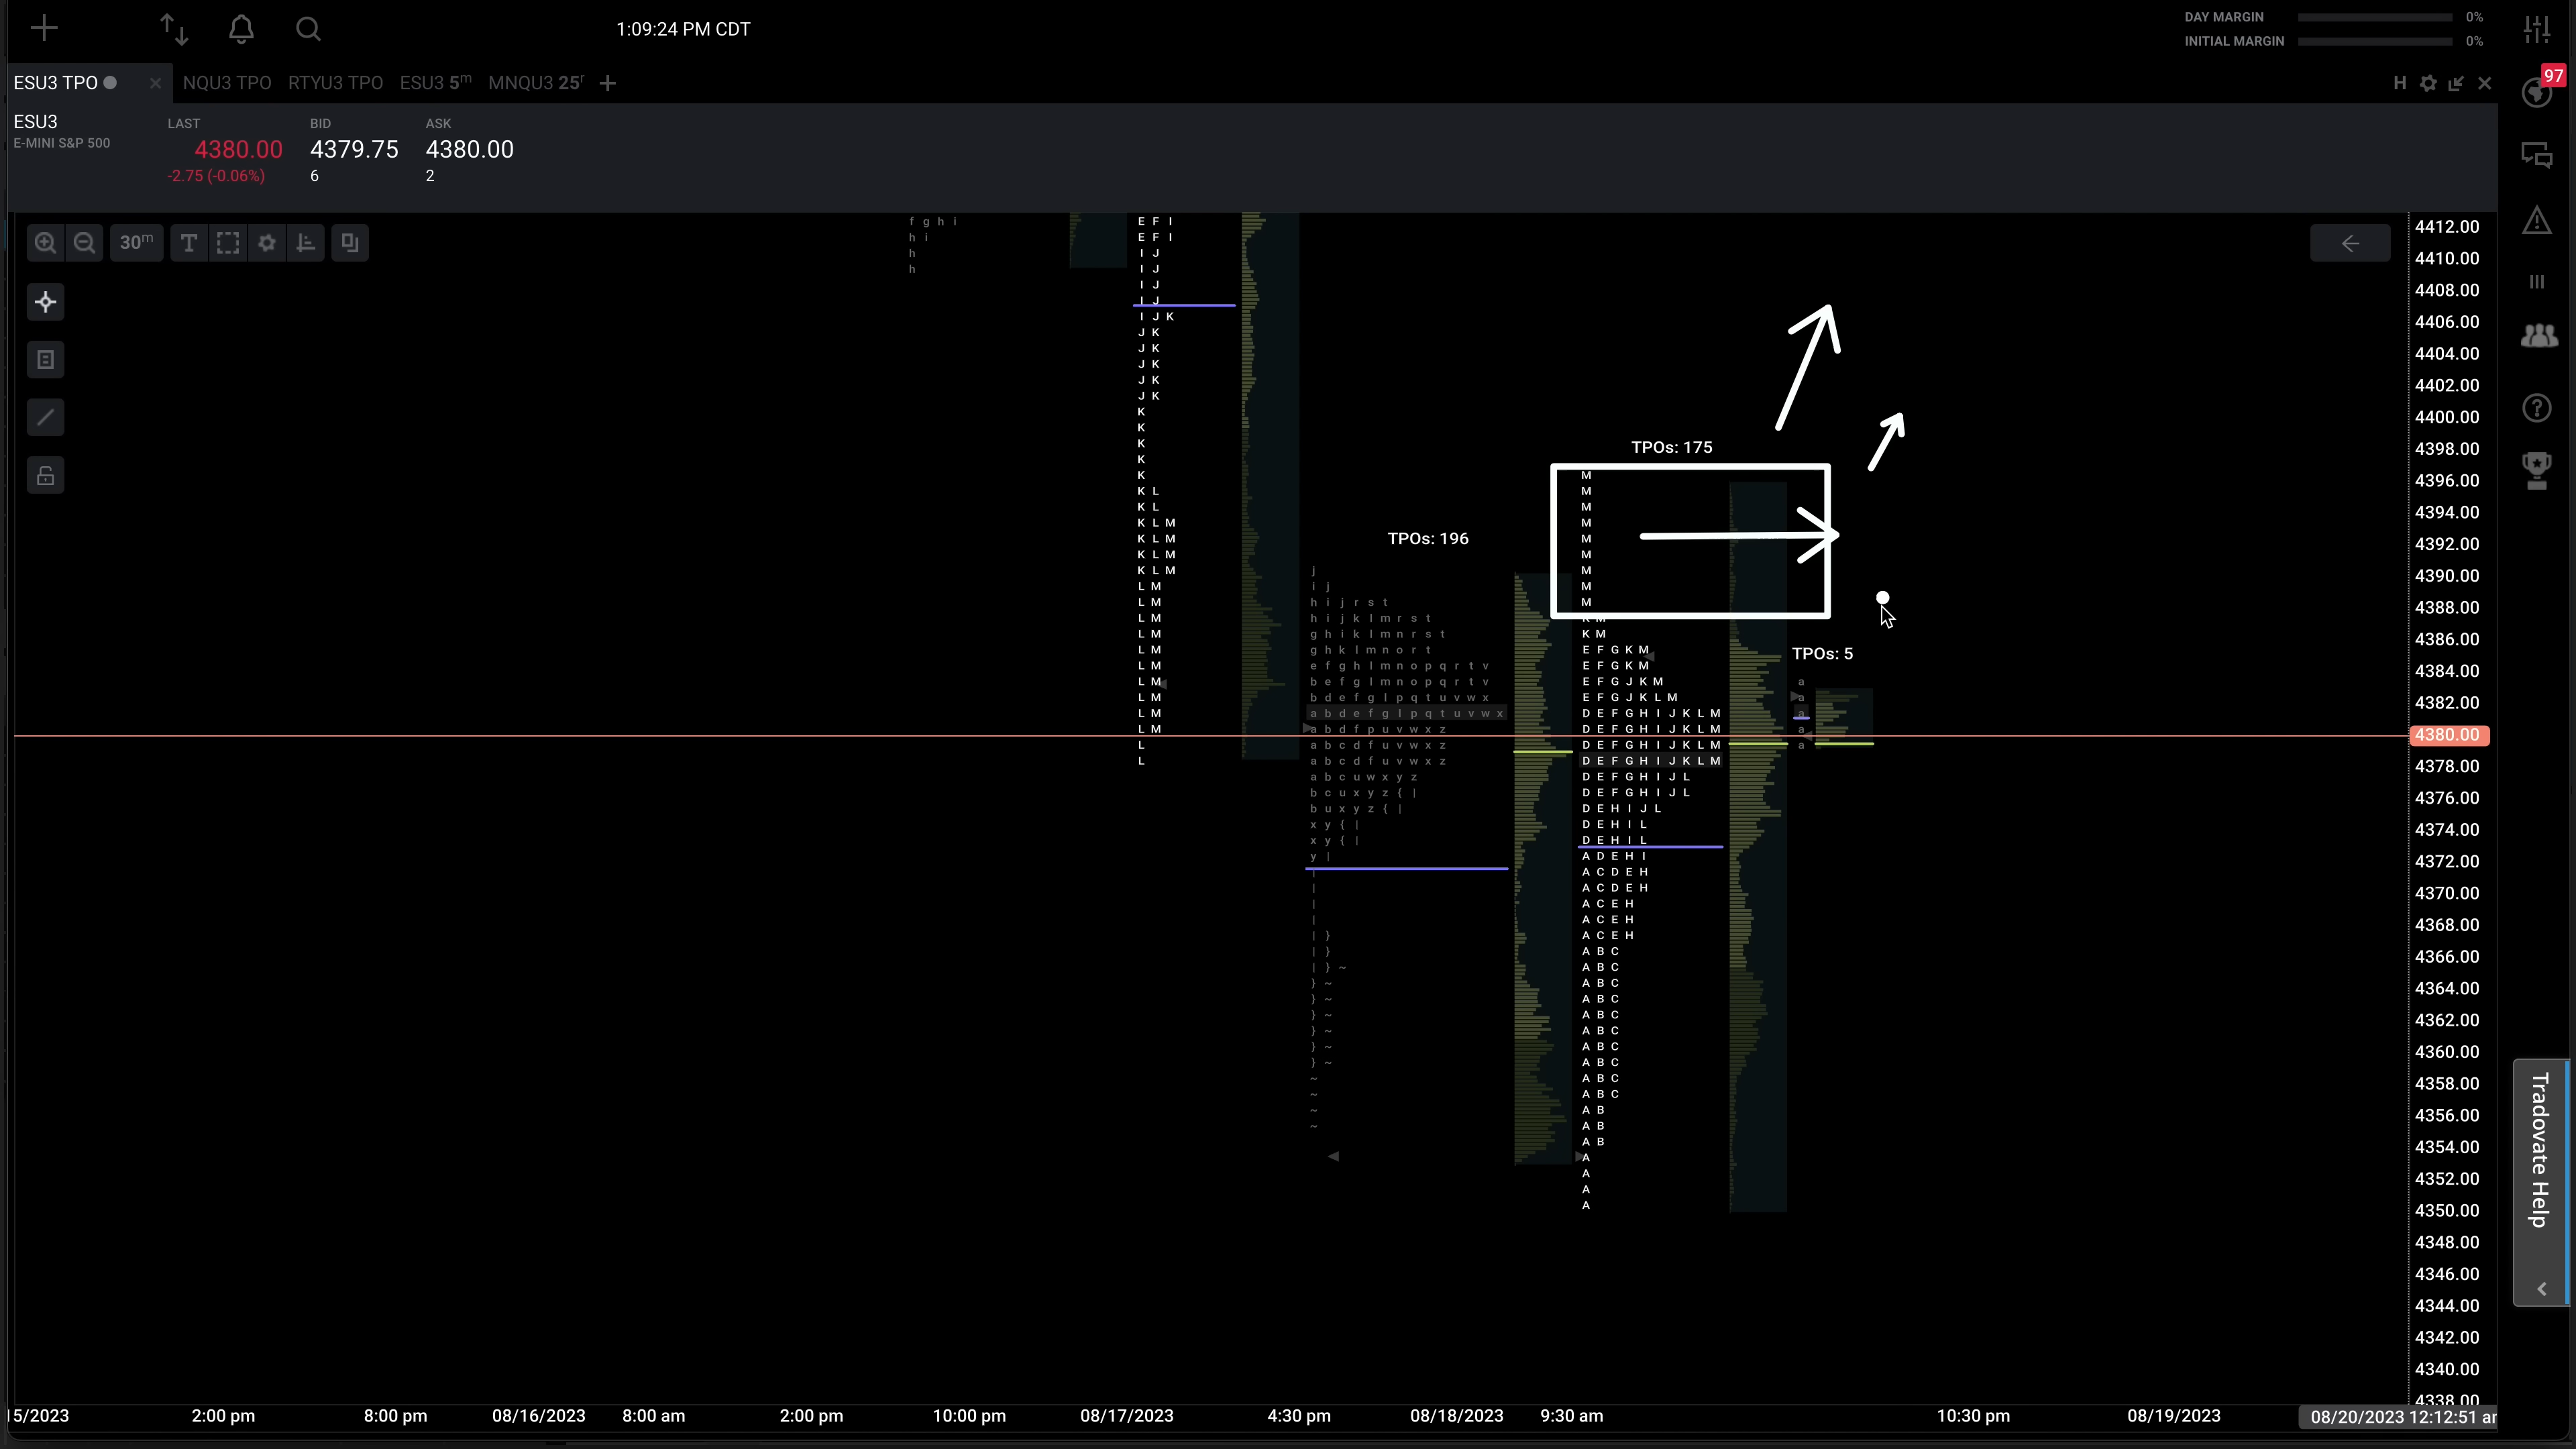 1:09:24 PM CDT
DAY MARGIN 0%
INITIAL MARGIN 0%
97
ESU3 TPO
NQU3 TPO
RTYU3 TPO
ESU3 5m
MNQU3 25r
H
ESU3
E-MINI S&P 500
LAST
4380.00
-2.75 (-0.06%)
BID
4379.75
6
ASK
4380.00
2
30m
T
f g h i
h i
h
h
E F I
E F I
I J
I J
I J
I J
I J K
J K
J K
J K
J K
J K
K
K
K
K
K
K L
K L
K L M
K L M
K L M
K L M
L M
L M
L M
L M
L M
L M
L M
L M
L M
L M
L
L
TPOs: 196
j
i j
h i j r s t
h i j k l m r s t
g h i k l m n r s t
g h k l m n o r t
e f g h l m n o p q r t v
b e f g l m n o p q r t v
b d e f g l p q t u v w x
a b d e f g l p q t u v w x
a b d f p u v w x z
a b c d f u v w x z
a b c d f u v w x z
a b c u w x y z
b c u x y z { |
b u x y z { |
x y { |
x y { |
y |
|
|
|
|
| }
| }
| } ~
} ~
} ~
} ~
} ~
} ~
} ~
~
~
~
~
TPOs: 175
M
M
M
M
M
M
M
M
M
K M
K M
E F G K M
E F G K M
E F G J K M
E F G J K L M
D E F G H I J K L M
D E F G H I J K L M
D E F G H I J K L M
D E F G H I J K L M
D E F G H I J L
D E F G H I J L
D E H I J L
D E H I L
D E H I L
A D E H I
A C D E H
A C D E H
A C E H
A C E H
A C E H
A B C
A B C
A B C
A B C
A B C
A B C
A B C
A B C
A B C
A B C
A B
A B
A B
A
A
A
A
TPOs: 5
a
a
a
a
a
4412.00
4410.00
4408.00
4406.00
4404.00
4402.00
4400.00
4398.00
4396.00
4394.00
4392.00
4390.00
4388.00
4386.00
4384.00
4382.00
4380.00
4378.00
4376.00
4374.00
4372.00
4370.00
4368.00
4366.00
4364.00
4362.00
4360.00
4358.00
4356.00
4354.00
4352.00
4350.00
4348.00
4346.00
4344.00
4342.00
4340.00
4338.00
Tradovate Help
15/2023 2:00 pm 8:00 pm 08/16/2023 8:00 am 2:00 pm 10:00 pm 08/17/2023 4:30 pm 08/18/2023 9:30 am 10:30 pm 08/19/2023 08/20/2023 12:12:51 am